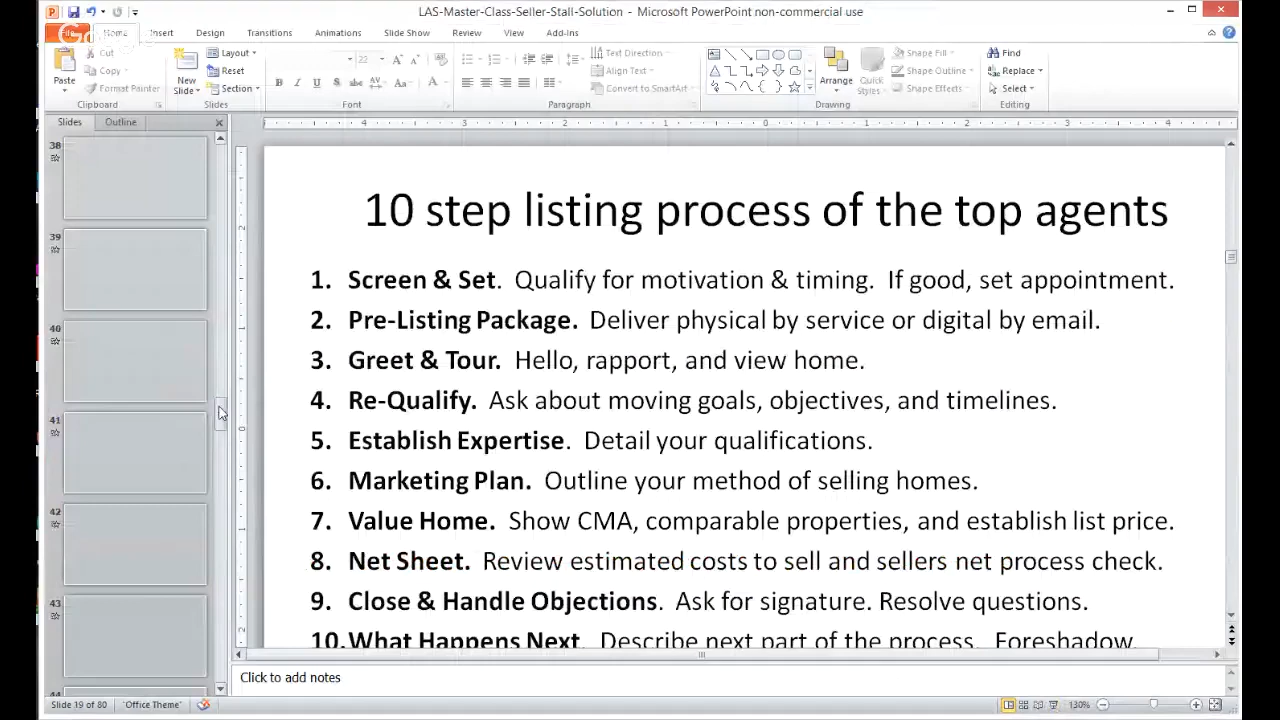 LAS-Master-Class-Seller-Stall-Solution - Microsoft PowerPoint non-commercial use
File Home Insert Design Transitions Animations Slide Show Review View Add-Ins
Paste
Cut
Copy
Format Painter
Clipboard
New Slide
Layout
Reset
Section
Slides
22
B I U S abc AV Aa A
Font
Text Direction
Align Text
Convert to SmartArt
Paragraph
Arrange
Quick Styles
Shape Fill
Shape Outline
Shape Effects
Drawing
Find
Replace
Select
Editing
Slides Outline
38
39
40
41
42
43
10 step listing process of the top agents
1. Screen & Set. Qualify for motivation & timing. If good, set appointment.
2. Pre-Listing Package. Deliver physical by service or digital by email.
3. Greet & Tour. Hello, rapport, and view home.
4. Re-Qualify. Ask about moving goals, objectives, and timelines.
5. Establish Expertise. Detail your qualifications.
6. Marketing Plan. Outline your method of selling homes.
7. Value Home. Show CMA, comparable properties, and establish list price.
8. Net Sheet. Review estimated costs to sell and sellers net process check.
9. Close & Handle Objections. Ask for signature. Resolve questions.
10. What Happens Next. Describe next part of the process. Foreshadow
Click to add notes
Slide 19 of 80 "Office Theme" 130%